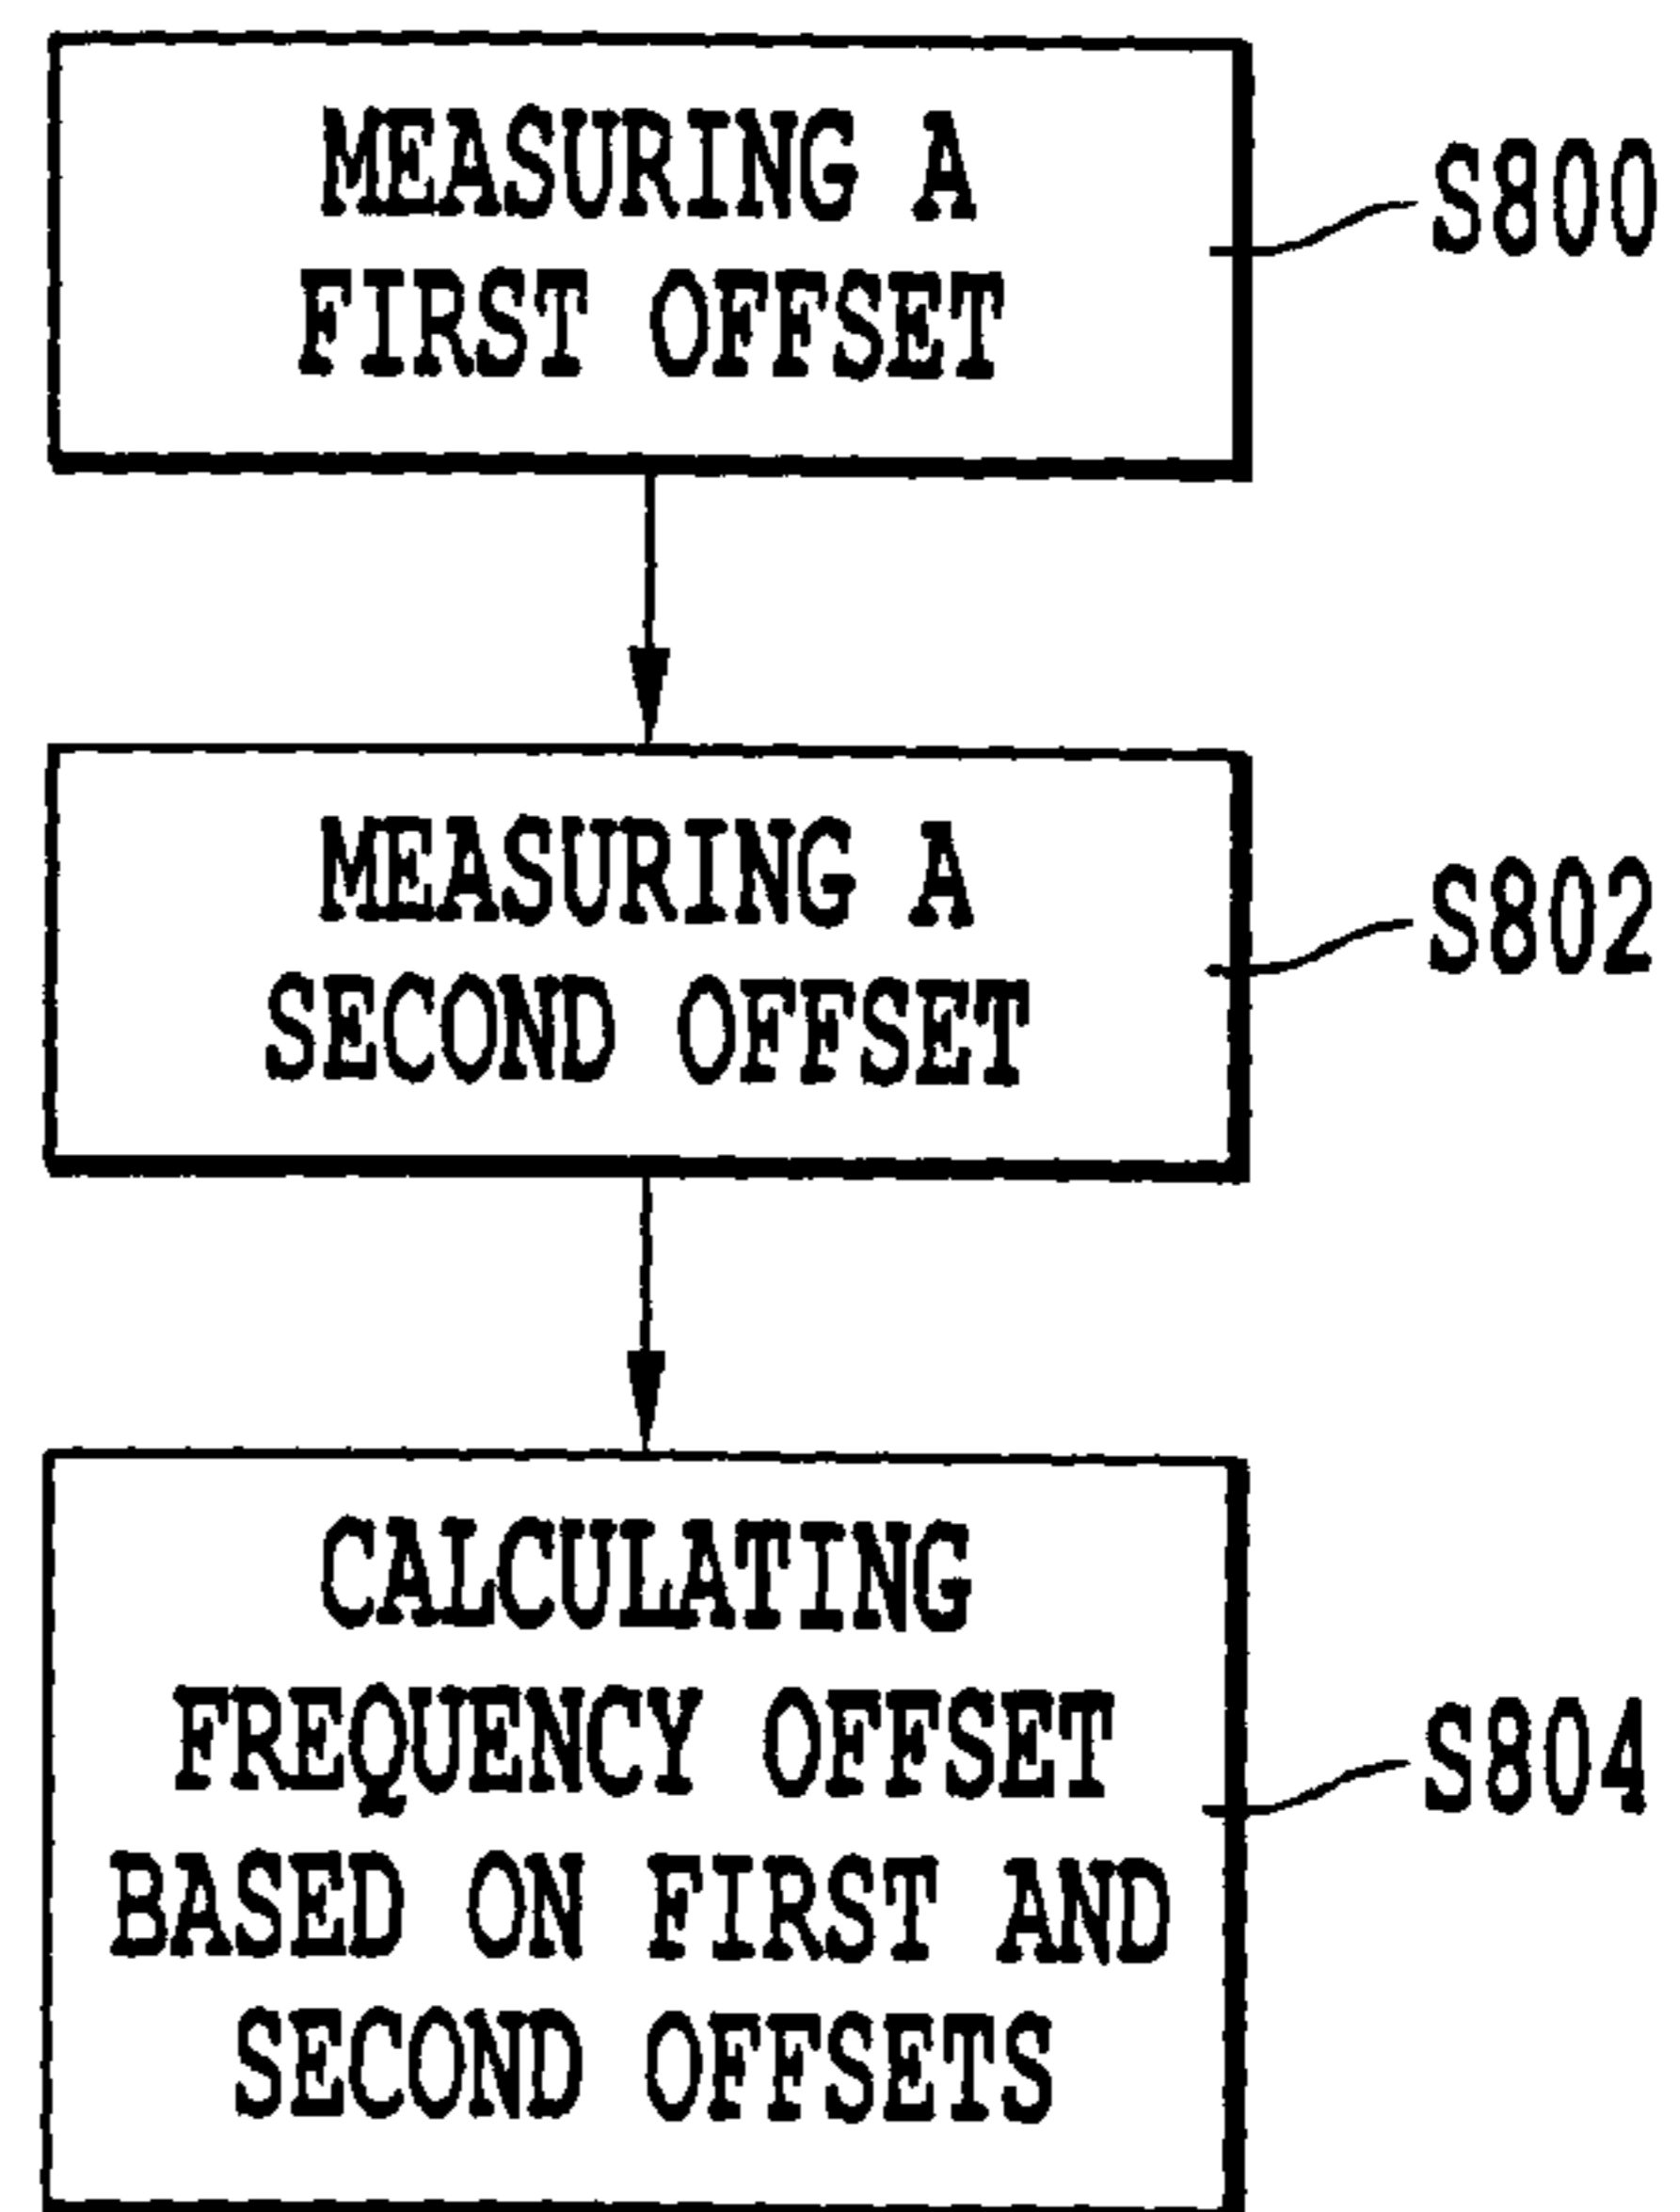 MEASURING A
FIRST OFFSET
S800
MEASURING A
SECOND OFFSET
S802
CALCULATING
FREQUENCY OFFSET
BASED ON FIRST AND
SECOND OFFSETS
S804